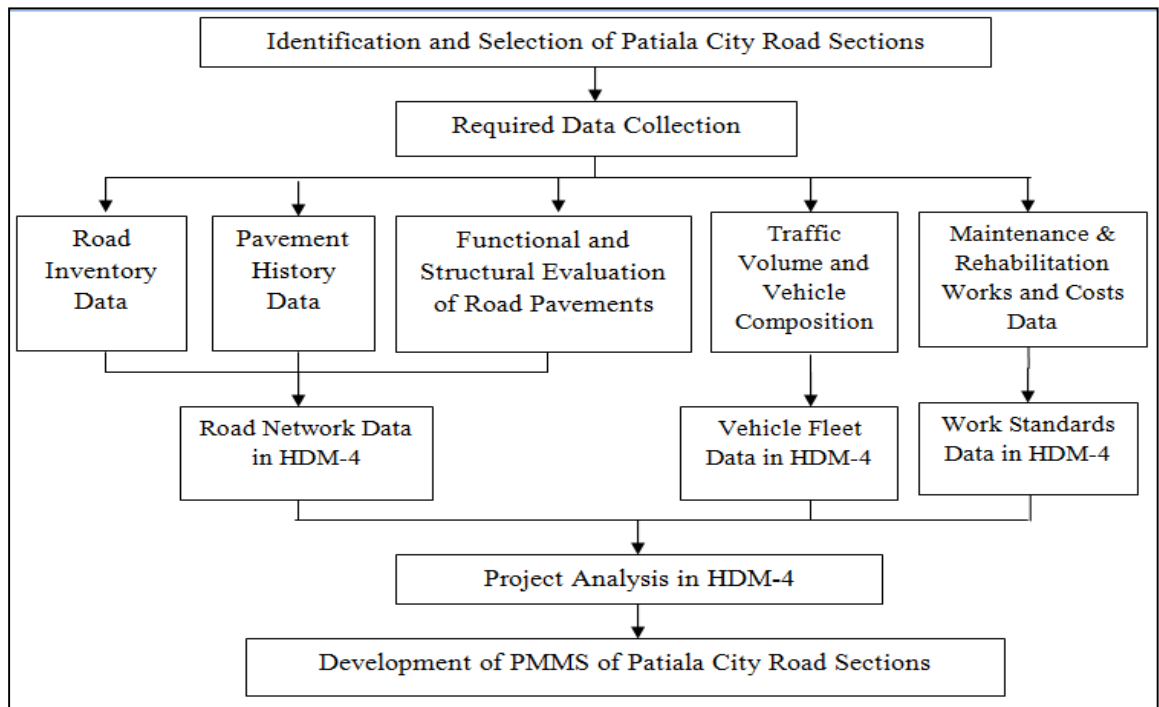 Identification and Selection of Patiala City Road Sections
Required Data Collection
Road
Inventory
Data
Pavement
History
Data
Functional and
Structural Evaluation
of Road Pavements
Traffic
Volume and
Vehicle
Composition
Maintenance &
Rehabilitation
Works and Costs
Data
Road Network Data
in HDM-4
Vehicle Fleet
Data in HDM-4
Work Standards
Data in HDM-4
Project Analysis in HDM-4
Development of PMMS of Patiala City Road Sections